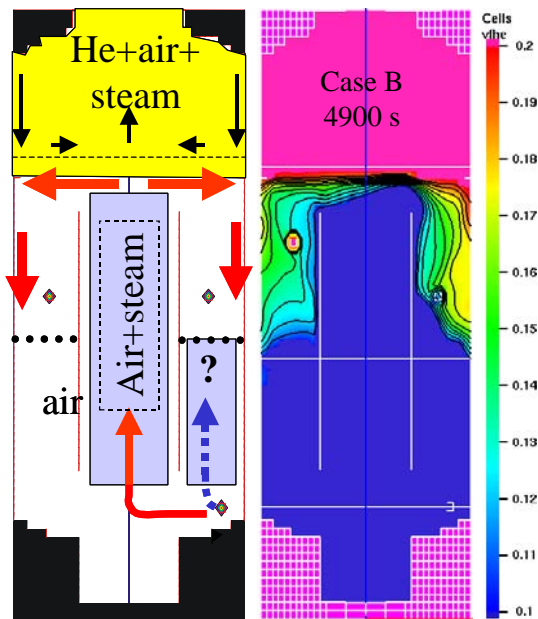 He+air+
steam
Air+steam
?
air
Case B
4900 s
Cells
vlhe
0.2
0.19
0.18
0.17
0.16
0.15
0.14
0.13
0.12
0.11
0.1